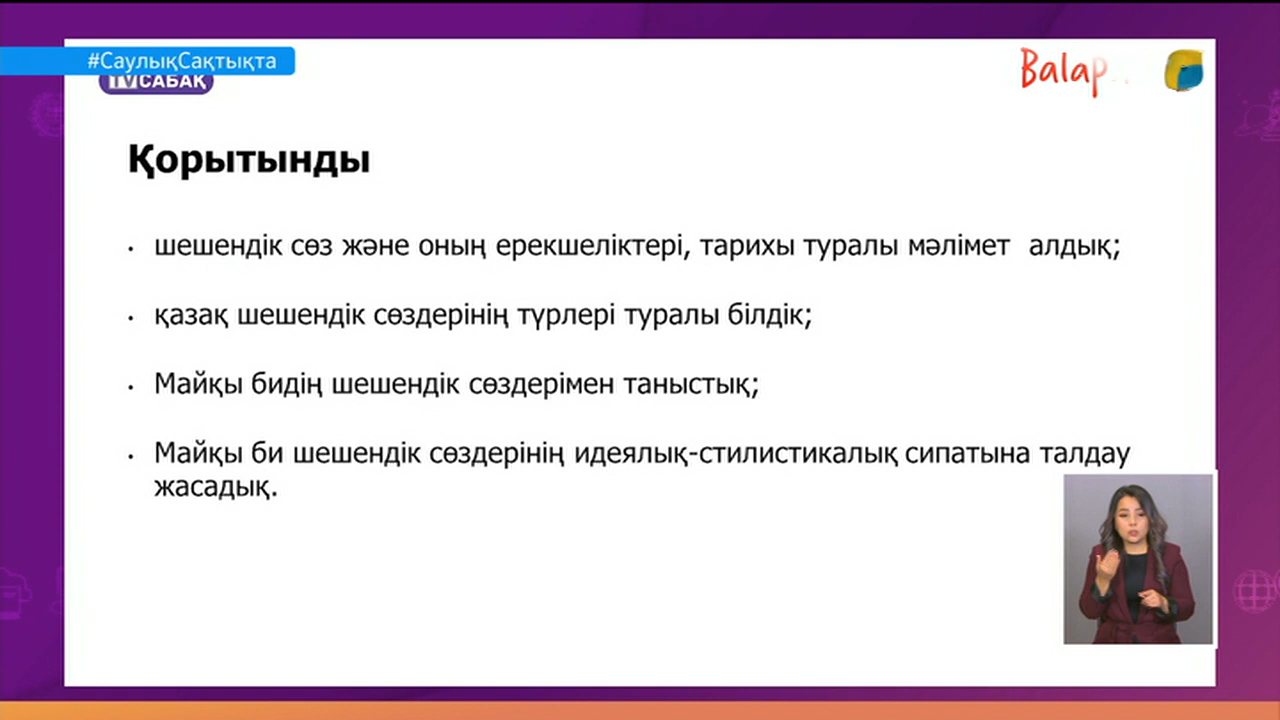 #СаулықСақтықта
TVСАБАҚ
Balap
Қорытынды
• шешендік сөз және оның ерекшеліктері, тарихы туралы мәлімет алдық;
• қазақ шешендік сөздерінің түрлері туралы білдік;
• Майқы бидің шешендік сөздерімен таныстық;
• Майқы би шешендік сөздерінің идеялық-стилистикалық сипатына талдау
жасадық.